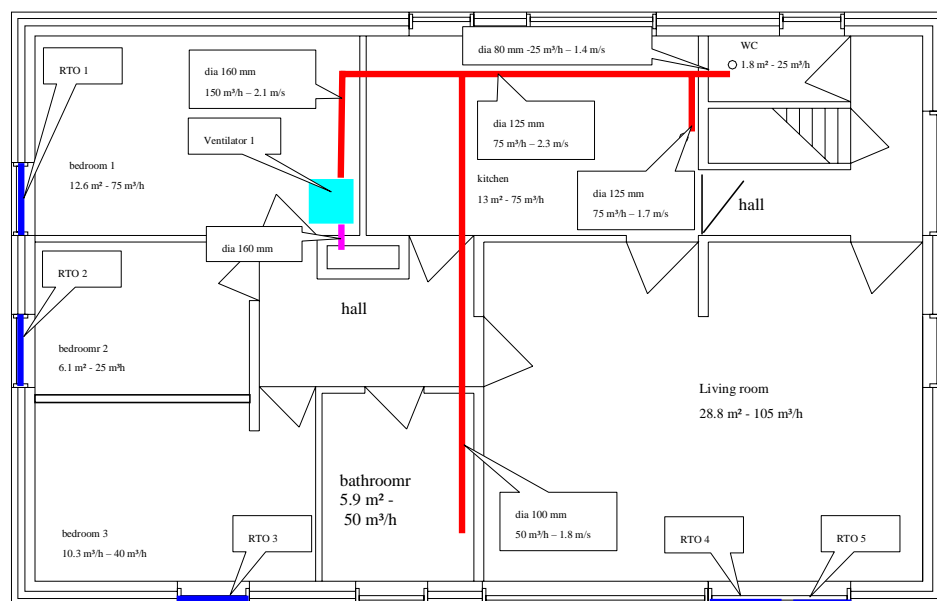 dia 80 mm -25 m³/h – 1.4 m/s
WC
1.8 m² - 25 m³/h
RTO 1
dia 160 mm
150 m³/h – 2.1 m/s
Ventilator 1
dia 125 mm
75 m³/h – 2.3 m/s
bedroom 1
12.6 m² - 75 m³/h
kitchen
13 m² - 75 m³/h
dia 125 mm
75 m³/h – 1.7 m/s
hall
dia 160 mm
RTO 2
hall
bedroomr 2
6.1 m² - 25 m³h
Living room
28.8 m² - 105 m³/h
bathroomr
5.9 m² -
50 m³/h
dia 100 mm
50 m³/h – 1.8 m/s
bedroom 3
10.3 m³/h – 40 m³/h
RTO 3
RTO 4
RTO 5